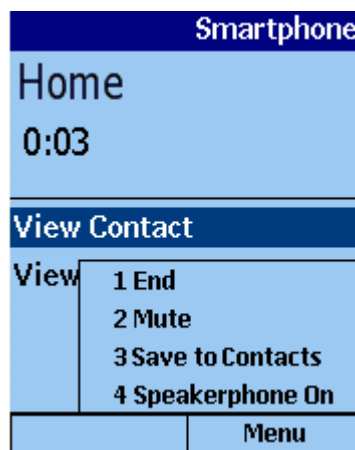 Smartphone
Home
0:03
View Contact
View
1 End
2 Mute
3 Save to Contacts
4 Speakerphone On
Menu